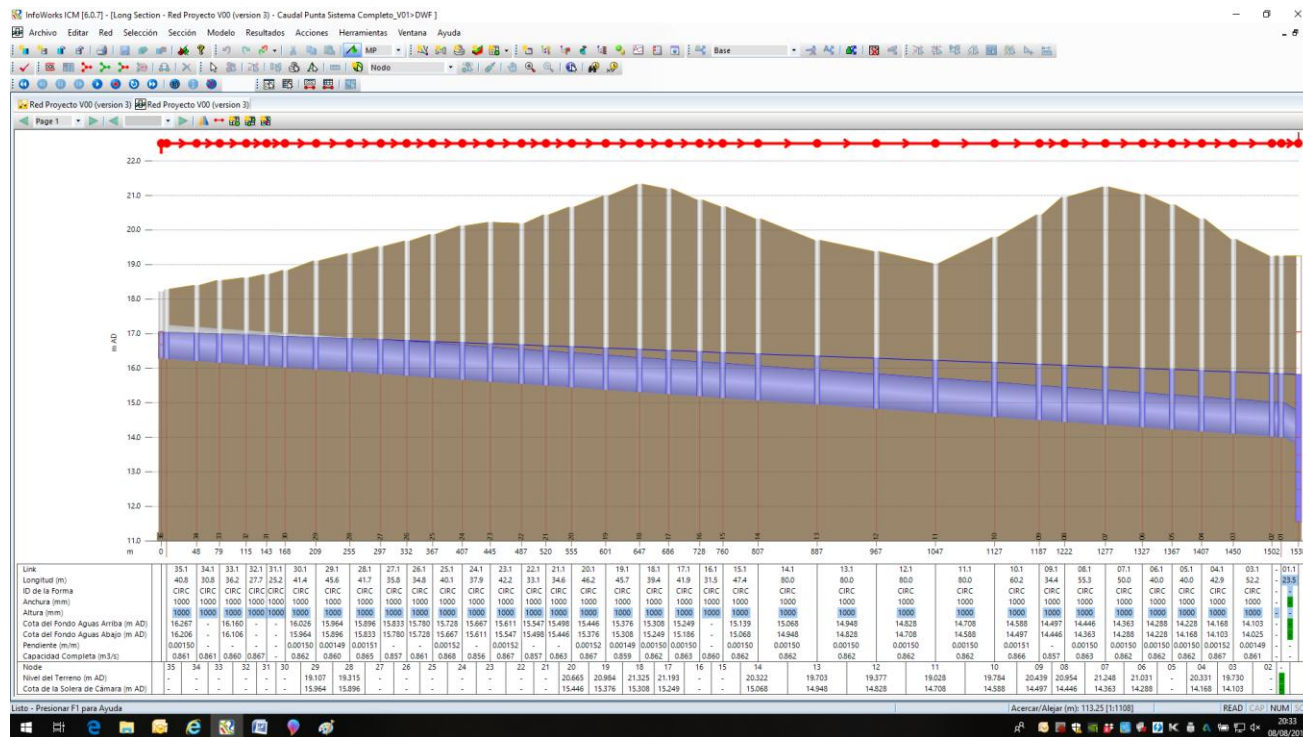 InfoWorks ICM [6.0.7] - [Long Section - Red Proyecto V00 (version 3) - Caudal Punta Sistema Completo_V01>DWF ]
Archivo Editar Red Selección Sección Modelo Resultados Acciones Herramientas Ventana Ayuda
MP Base
Nodo
Red Proyecto V00 (version 3) Red Proyecto V00 (version 3)
Page 1
22.0
21.0
20.0
19.0
18.0
17.0
m AD
16.0
15.0
14.0
13.0
12.0
11.0
m 0 48 79 115 143 168 209 255 297 332 367 407 445 487 520 555 601 647 686 728 760 807 887 967 1047 1127 1187 1222 1277 1327 1367 1407 1450 1502
Link 35.1 34.1 33.1 32.1 31.1 30.1 29.1 28.1 27.1 26.1 25.1 24.1 23.1 22.1 21.1 20.1 19.1 18.1 17.1 16.1 15.1 14.1 13.1 12.1 11.1 10.1 09.1 08.1 07.1 06.1 05.1 04.1 03.1 - 01.1
Longitud (m) 40.8 30.8 36.2 27.7 25.2 41.4 45.6 41.7 35.8 34.8 40.1 37.9 42.2 33.1 34.6 46.2 45.7 39.4 41.9 31.5 47.4 80.0 80.0 80.0 80.0 60.2 34.4 55.3 50.0 40.0 40.0 42.9 52.2 - 23.5
ID de la Forma CIRC CIRC CIRC CIRC CIRC CIRC CIRC CIRC CIRC CIRC CIRC CIRC CIRC CIRC CIRC CIRC CIRC CIRC CIRC CIRC CIRC CIRC CIRC CIRC CIRC CIRC CIRC CIRC CIRC CIRC CIRC CIRC CIRC -
Anchura (mm) 1000 1000 1000 1000 1000 1000 1000 1000 1000 1000 1000 1000 1000 1000 1000 1000 1000 1000 1000 1000 1000 1000 1000 1000 1000 1000 1000 1000 1000 1000 1000 1000 1000 -
Altura (mm) 1000 1000 1000 1000 1000 1000 1000 1000 1000 1000 1000 1000 1000 1000 1000 1000 1000 1000 1000 1000 1000 1000 1000 1000 1000 1000 1000 1000 1000 1000 1000 1000 1000 -
Cota del Fondo Aguas Arriba (m AD) 16.267 - 16.160 - - 16.026 15.964 15.896 15.833 15.780 15.728 15.667 15.611 15.547 15.498 15.446 15.376 15.308 15.249 - 15.139 15.068 14.948 14.828 14.708 14.588 14.497 14.446 14.363 14.288 14.228 14.168 14.103 -
Cota del Fondo Aguas Abajo (m AD) 16.206 - 16.106 - - 15.964 15.896 15.833 15.780 15.728 15.667 15.611 15.547 15.498 15.446 15.376 15.308 15.249 15.186 - 15.068 14.948 14.828 14.708 14.588 14.497 14.446 14.363 14.288 14.228 14.168 14.103 14.025 -
Pendiente (m/m) 0.00150 - - - - 0.00150 0.00149 0.00151 - - 0.00152 - 0.00152 - - 0.00152 0.00149 0.00150 0.00150 - 0.00150 0.00150 0.00150 0.00150 0.00150 0.00151 - 0.00150 0.00150 0.00150 0.00150 0.00152 0.00149 -
Capacidad Completa (m3/s) 0.861 0.861 0.860 0.867 - 0.862 0.860 0.865 0.857 0.861 0.868 0.856 0.867 0.857 0.863 0.867 0.859 0.862 0.863 0.860 0.862 0.862 0.862 0.862 0.862 0.866 0.857 0.863 0.862 0.862 0.862 0.867 0.861 -
Node 35 34 33 32 31 30 29 28 27 26 25 24 23 22 21 20 19 18 17 16 15 14 13 12 11 10 09 08 07 06 05 04 03 02
Nivel del Terreno (m AD) - - - - - - 19.107 19.315 - - - - - - - 20.665 20.984 21.325 21.193 - - 20.322 19.703 19.377 19.028 19.784 20.439 20.954 21.248 21.031 - 20.331 19.730 -
Cota de la Solera de Cámara (m AD) - - - - - - 15.964 15.896 - - - - - - - 15.446 15.376 15.308 15.249 - - 15.068 14.948 14.828 14.708 14.588 14.497 14.446 14.363 14.288 - 14.168 14.103 -
Listo - Presionar F1 para Ayuda Acercar/Alejar (m): 113.25 [1:1108] READ CAP NUM
20:33
08/08/201